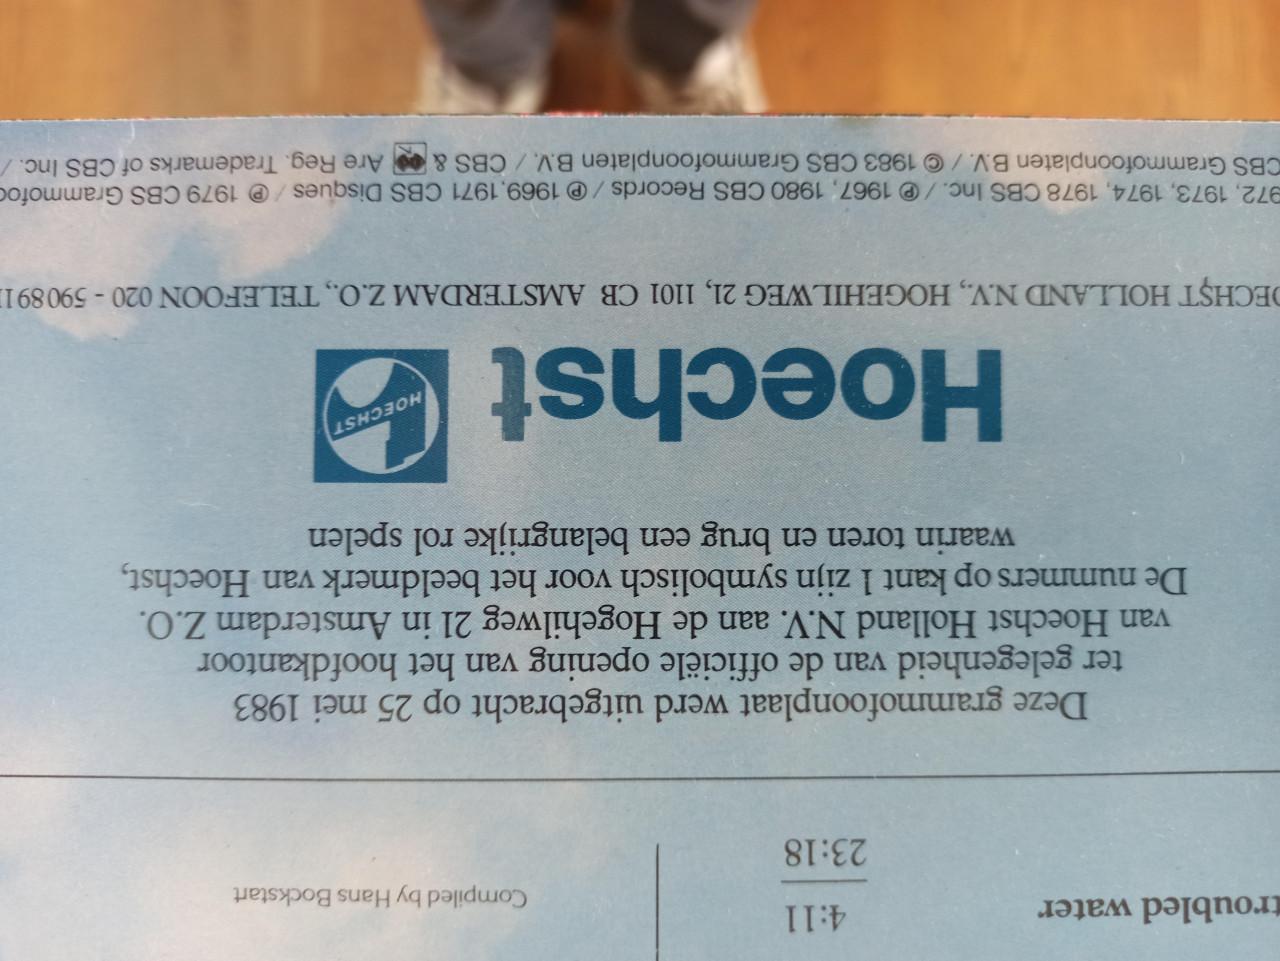 troubled water
4:11
23:18
Compiled by Hans Bockstart
Deze grammofoonplaat werd uitgebracht op 25 mei 1983
ter gelegenheid van de officiële opening van het hoofdkantoor
van Hoechst Holland N.V. aan de Hogehilweg 21 in Amsterdam Z.O.
De nummers op kant 1 zijn symbolisch voor het beeldmerk van Hoechst,
waarin toren en brug een belangrijke rol spelen
Hoechst
HOECHST
OECHST HOLLAND N.V., HOGEHILWEG 21, 1101 CB AMSTERDAM Z.O., TELEFOON 020 - 590891
972, 1973, 1974, 1978 CBS Inc. / ℗ 1967, 1980 CBS Records / ℗ 1969, 1971 CBS Disques / ℗ 1979 CBS Grammofoo
CBS Grammofoonplaten B.V. / © 1983 CBS Grammofoonplaten B.V. / CBS & Are Reg. Trademarks of CBS Inc. /